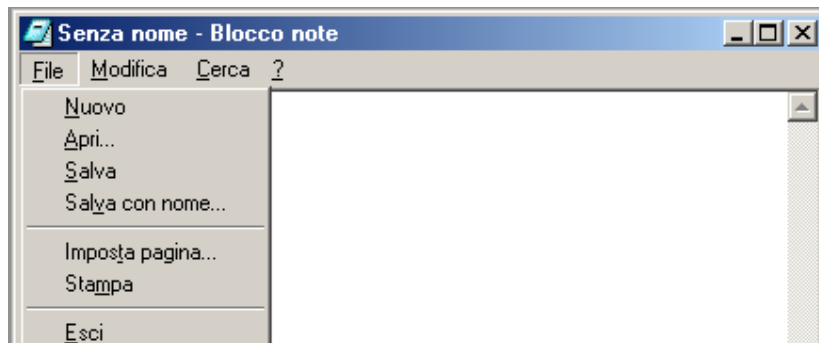 Senza nome - Blocco note
File Modifica Cerca ?
Nuovo
Apri...
Salva
Salva con nome...
Imposta pagina...
Stampa
Esci